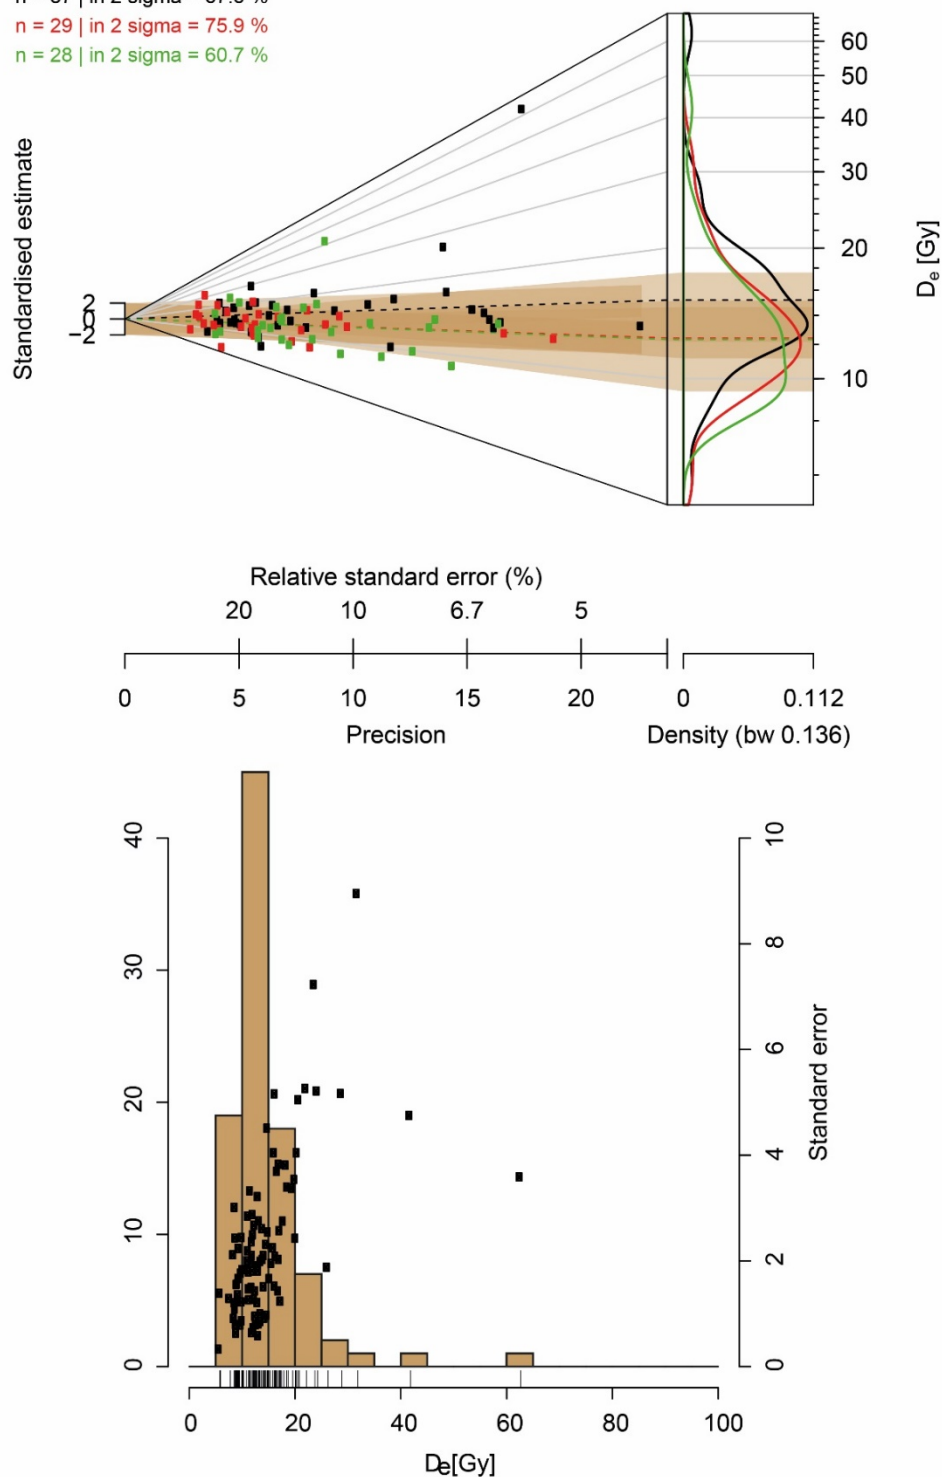 n = 29 | in 2 sigma = 75.9 %
n = 28 | in 2 sigma = 60.7 %
Standardised estimate
2
0
−2
60
50
40
30
20
10
De [Gy]
Relative standard error (%)
20 10 6.7 5
0 5 10 15 20
Precision
0 0.112
Density (bw 0.136)
40
30
20
10
0
10
8
6
4
2
0
Standard error
0 20 40 60 80 100
De[Gy]